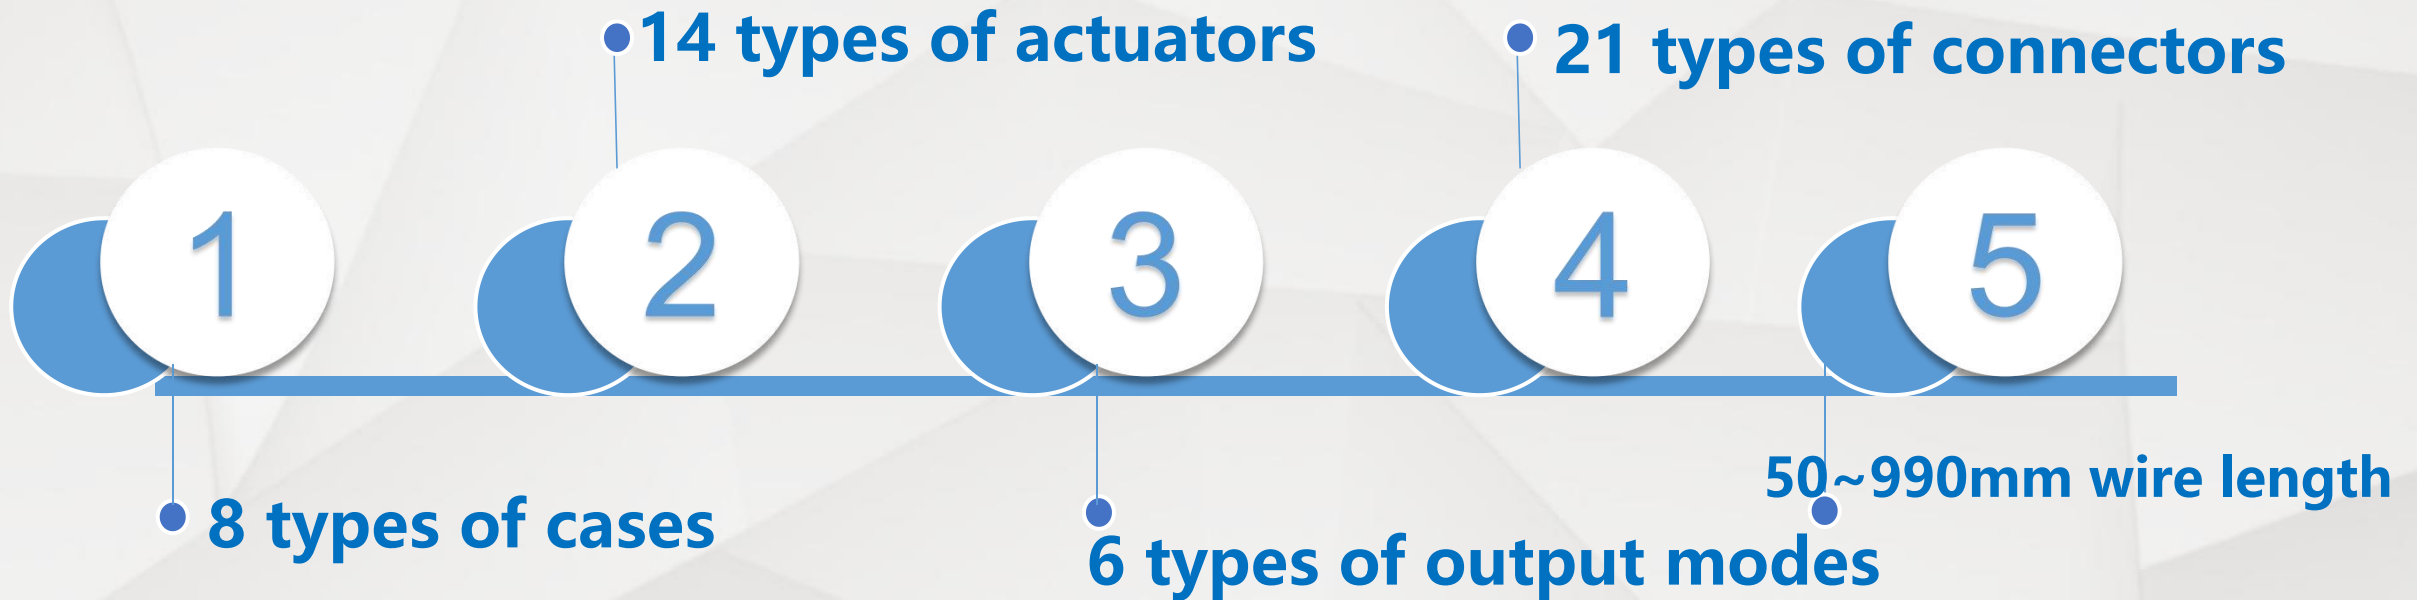 14 types of actuators
21 types of connectors
1
2
3
4
5
50~990mm wire length
8 types of cases
6 types of output modes